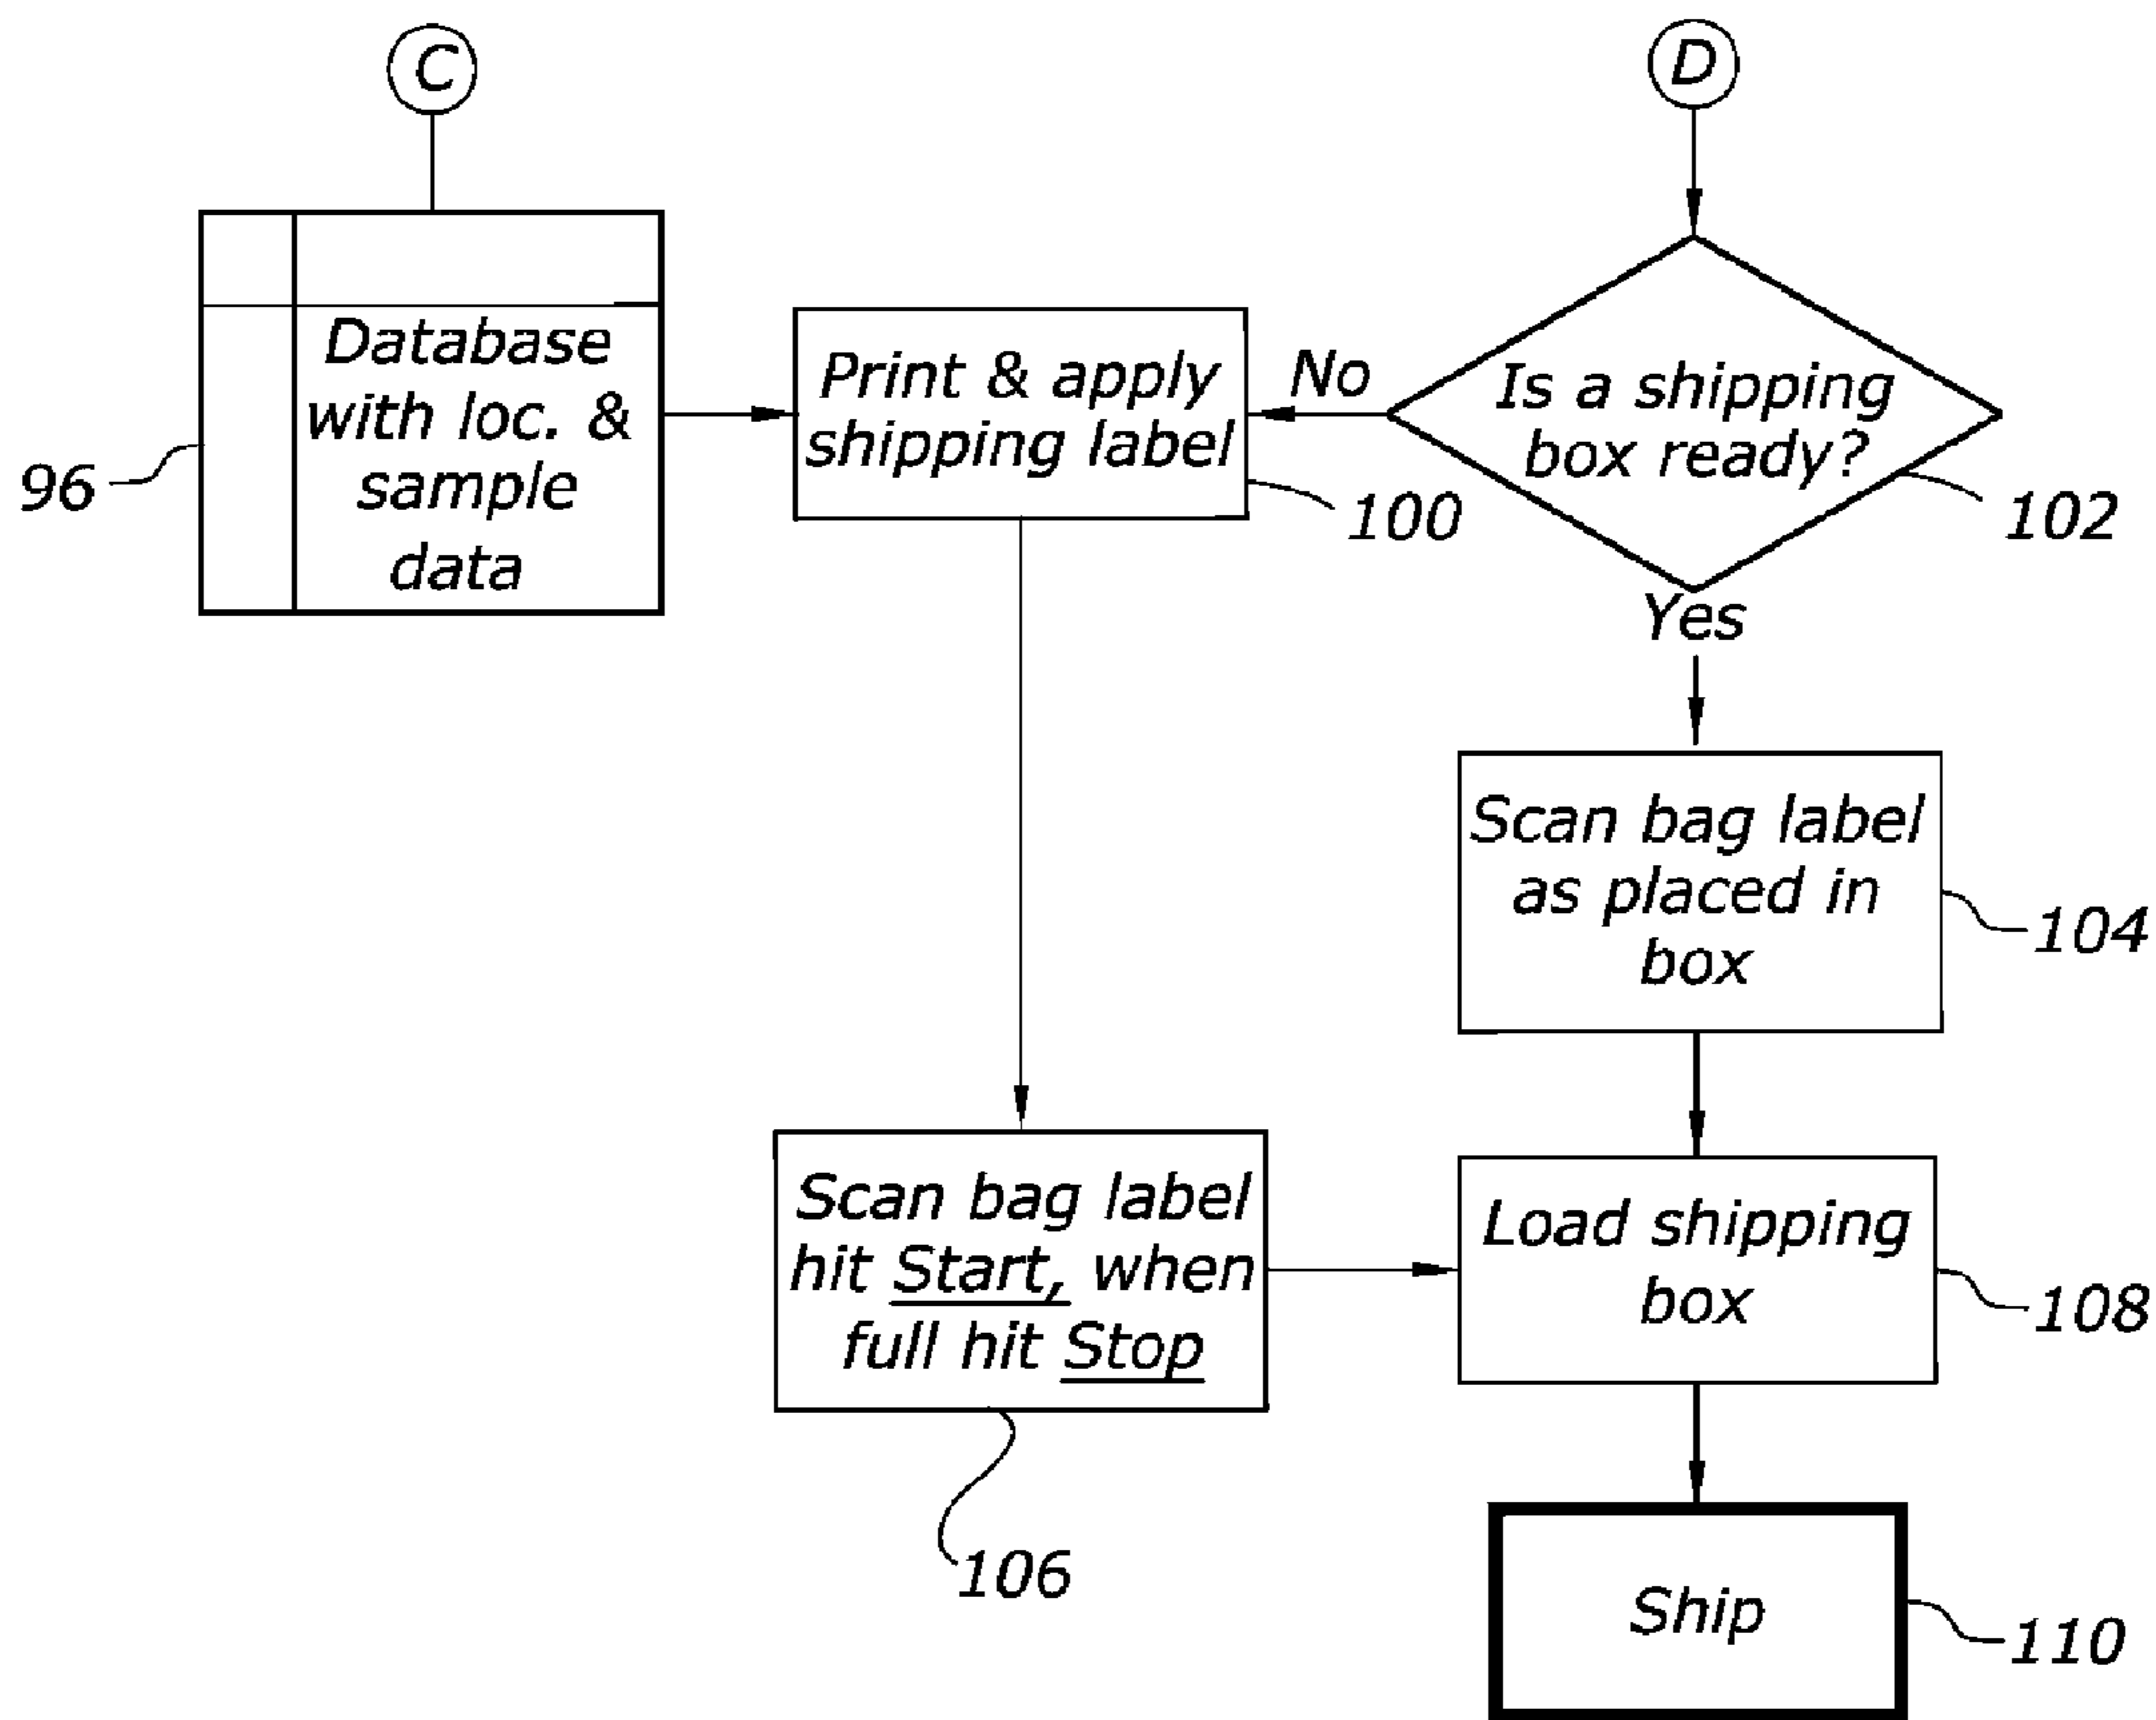 C
D
Database
with loc. &
sample
data
96
Print & apply
shipping label
100
No
Is a shipping
box ready?
102
Yes
Scan bag label
as placed in
box
104
Scan bag label
hit Start, when
full hit Stop
106
Load shipping
box
108
Ship
110